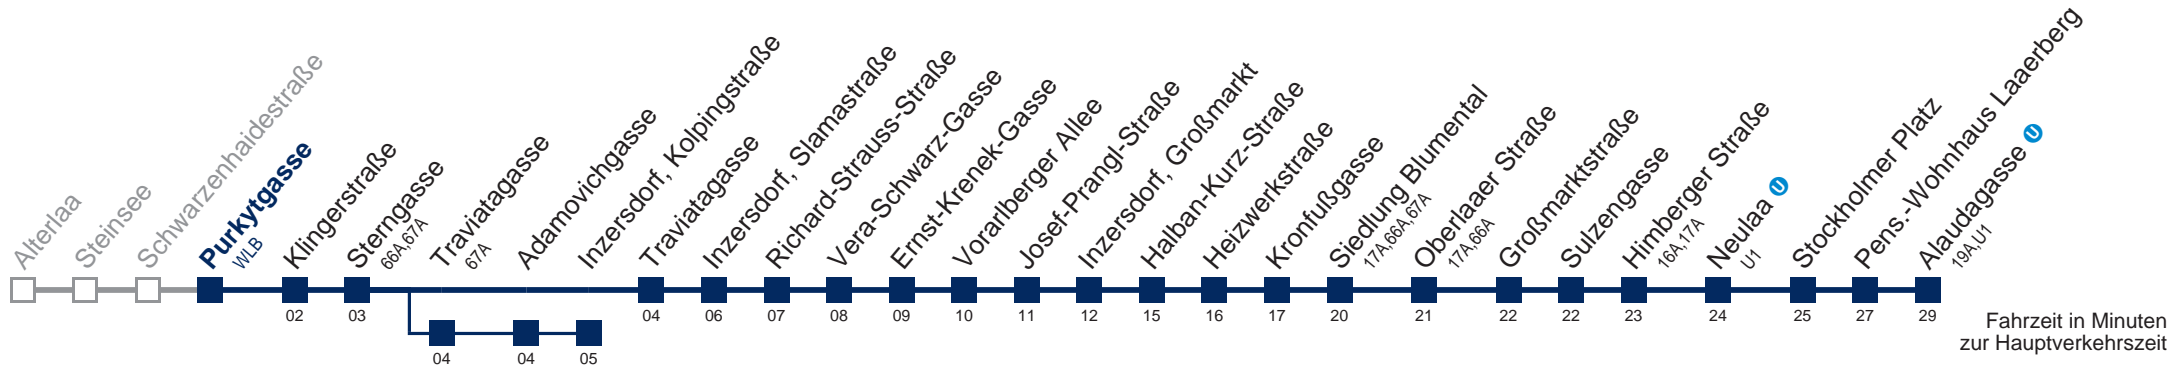 Alterlaa
Steinsee
Schwarzenhaidestraße
Purkytgasse
WLB
Klingerstraße
02
Sterngasse
66A,67A
03
Traviatagasse
67A
04
Adamovichgasse
04
Inzersdorf, Kolpingstraße
05
Traviatagasse
04
Inzersdorf, Slamastraße
06
Richard-Strauss-Straße
07
Vera-Schwarz-Gasse
08
Ernst-Krenek-Gasse
09
Vorarlberger Allee
10
Josef-Prangl-Straße
11
Inzersdorf, Großmarkt
12
Halban-Kurz-Straße
15
Heizwerkstraße
16
Kronfußgasse
17
Siedlung Blumental
17A,66A,67A
20
Oberlaaer Straße
17A,66A
21
Großmarktstraße
22
Sulzengasse
22
Himberger Straße
16A,17A
23
Neulaa U
U1
24
Stockholmer Platz
25
Pens.-Wohnhaus Laaerberg
27
Alaudagasse U
19A,U1
29
Fahrzeit in Minuten
zur Hauptverkehrszeit